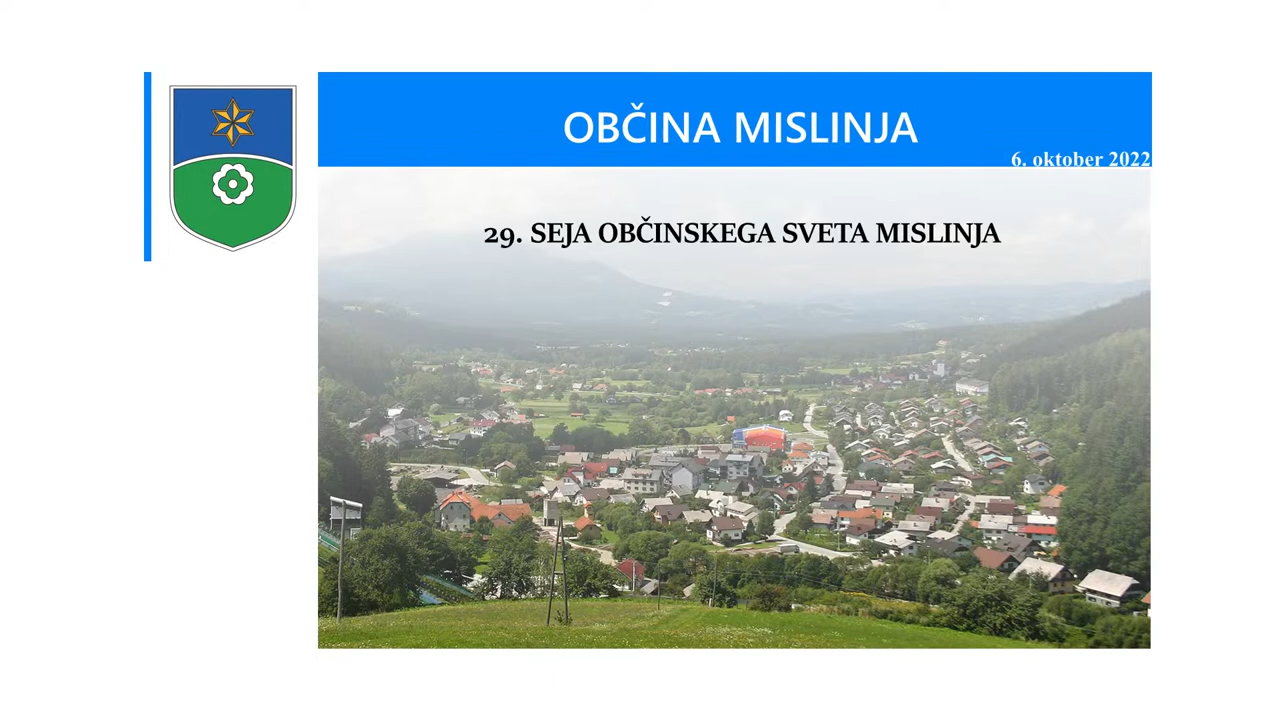 OBČINA MISLINJA
6. oktober 2022
29. SEJA OBČINSKEGA SVETA MISLINJA